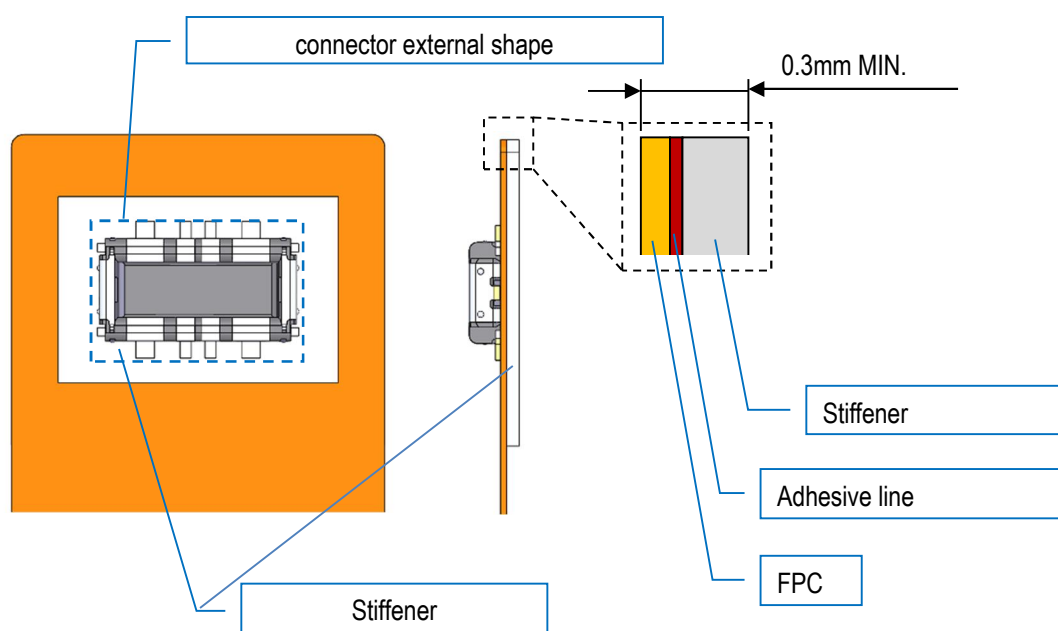 connector external shape
0.3mm MIN.
Stiffener
Adhesive line
FPC
Stiffener